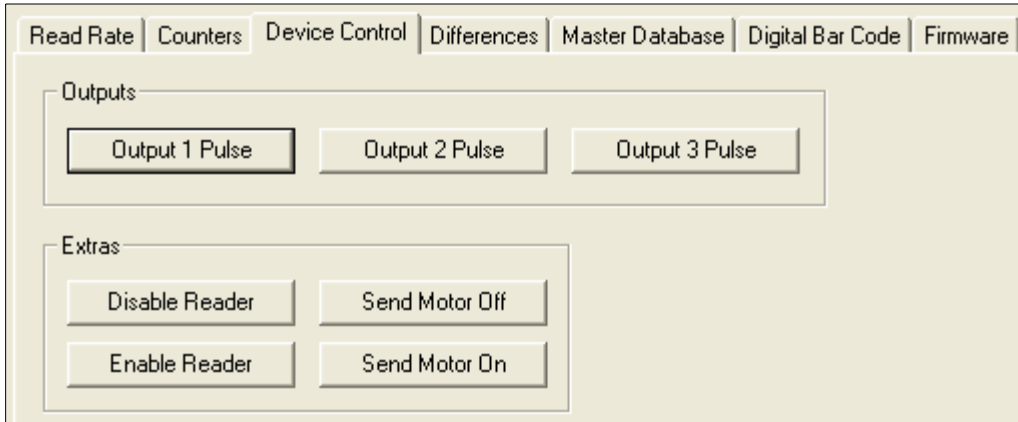 Read Rate Counters Device Control Differences Master Database Digital Bar Code Firmware
Outputs
Output 1 Pulse Output 2 Pulse Output 3 Pulse
Extras
Disable Reader Send Motor Off
Enable Reader Send Motor On